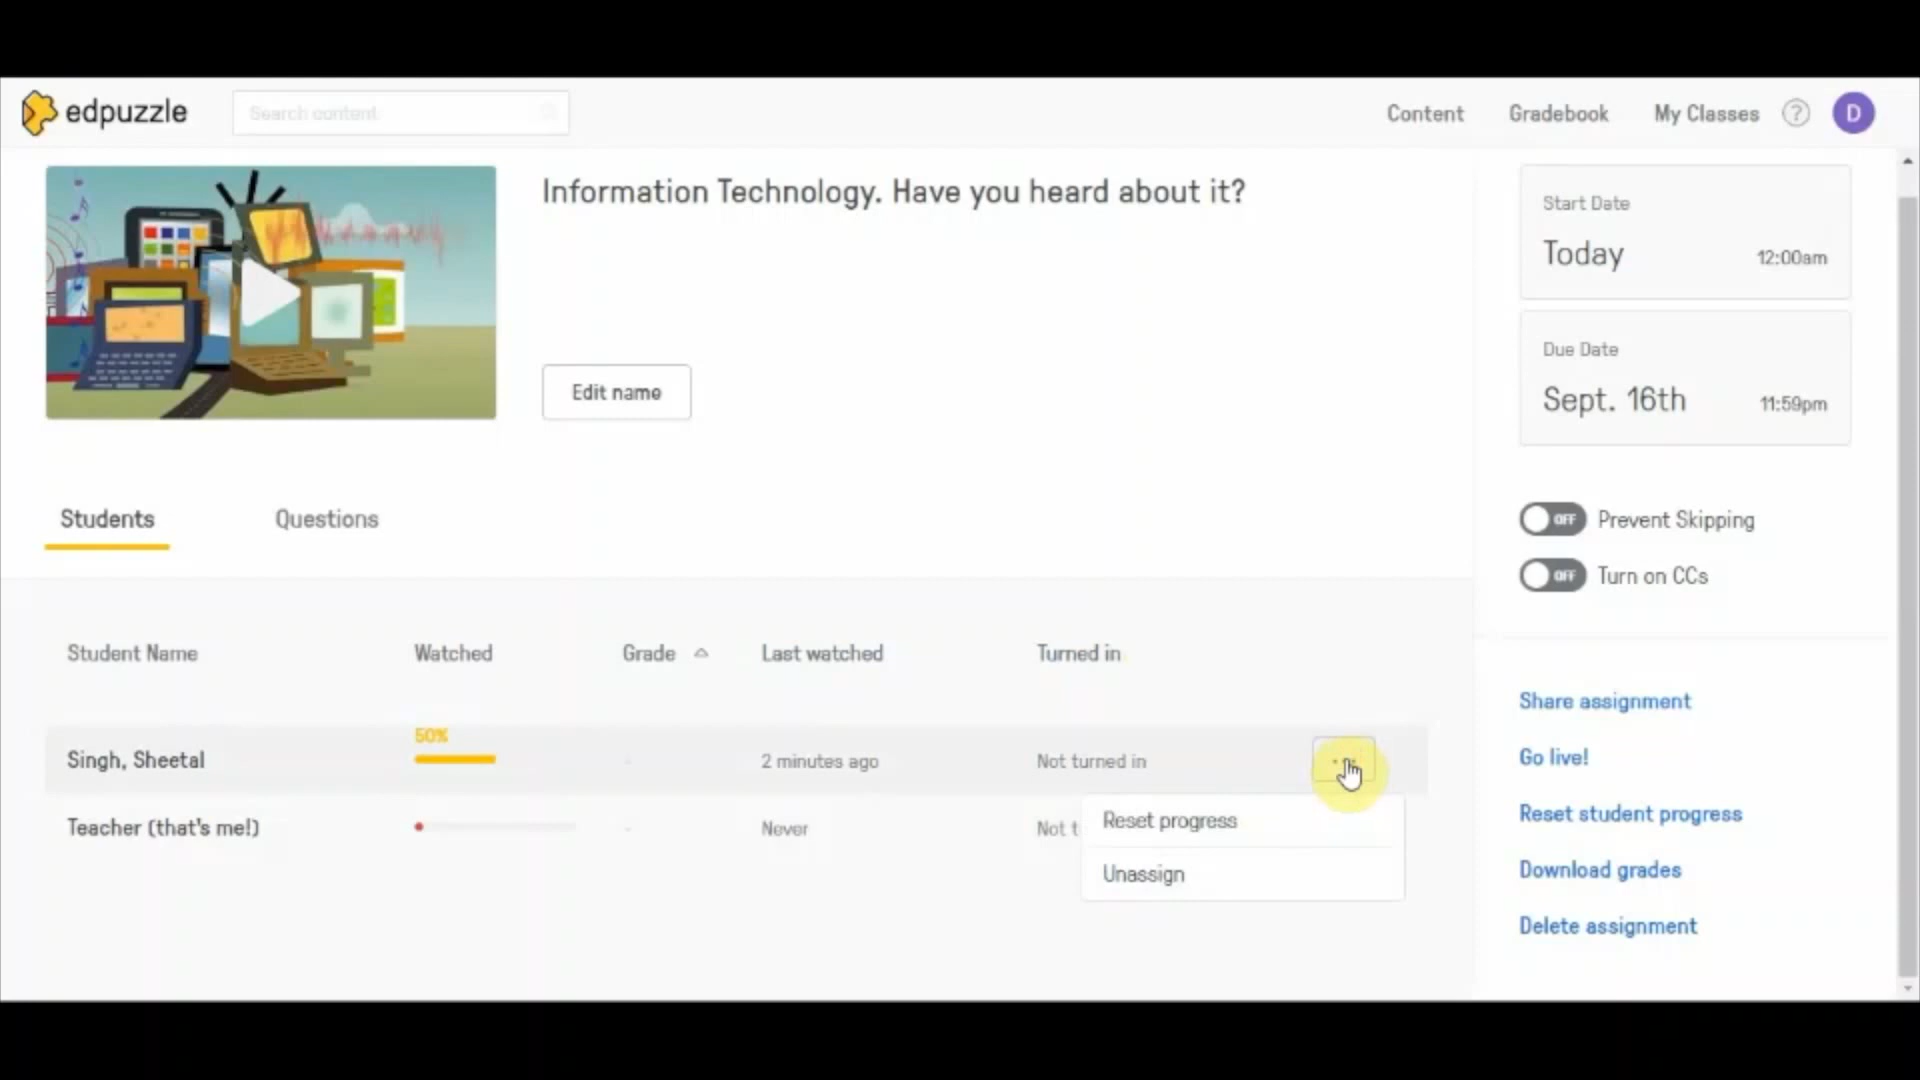 edpuzzle
Search content
Content
Gradebook
My Classes
?
D
Information Technology. Have you heard about it?
Edit name
Start Date
Today 12:00am
Due Date
Sept. 16th 11:59pm
Students
Questions
OFF Prevent Skipping
OFF Turn on CCs
Student Name Watched Grade Last watched Turned in
50%
Singh, Sheetal - 2 minutes ago Not turned in
Teacher (that's me!) - Never Not t
Reset progress
Unassign
Share assignment
Go live!
Reset student progress
Download grades
Delete assignment